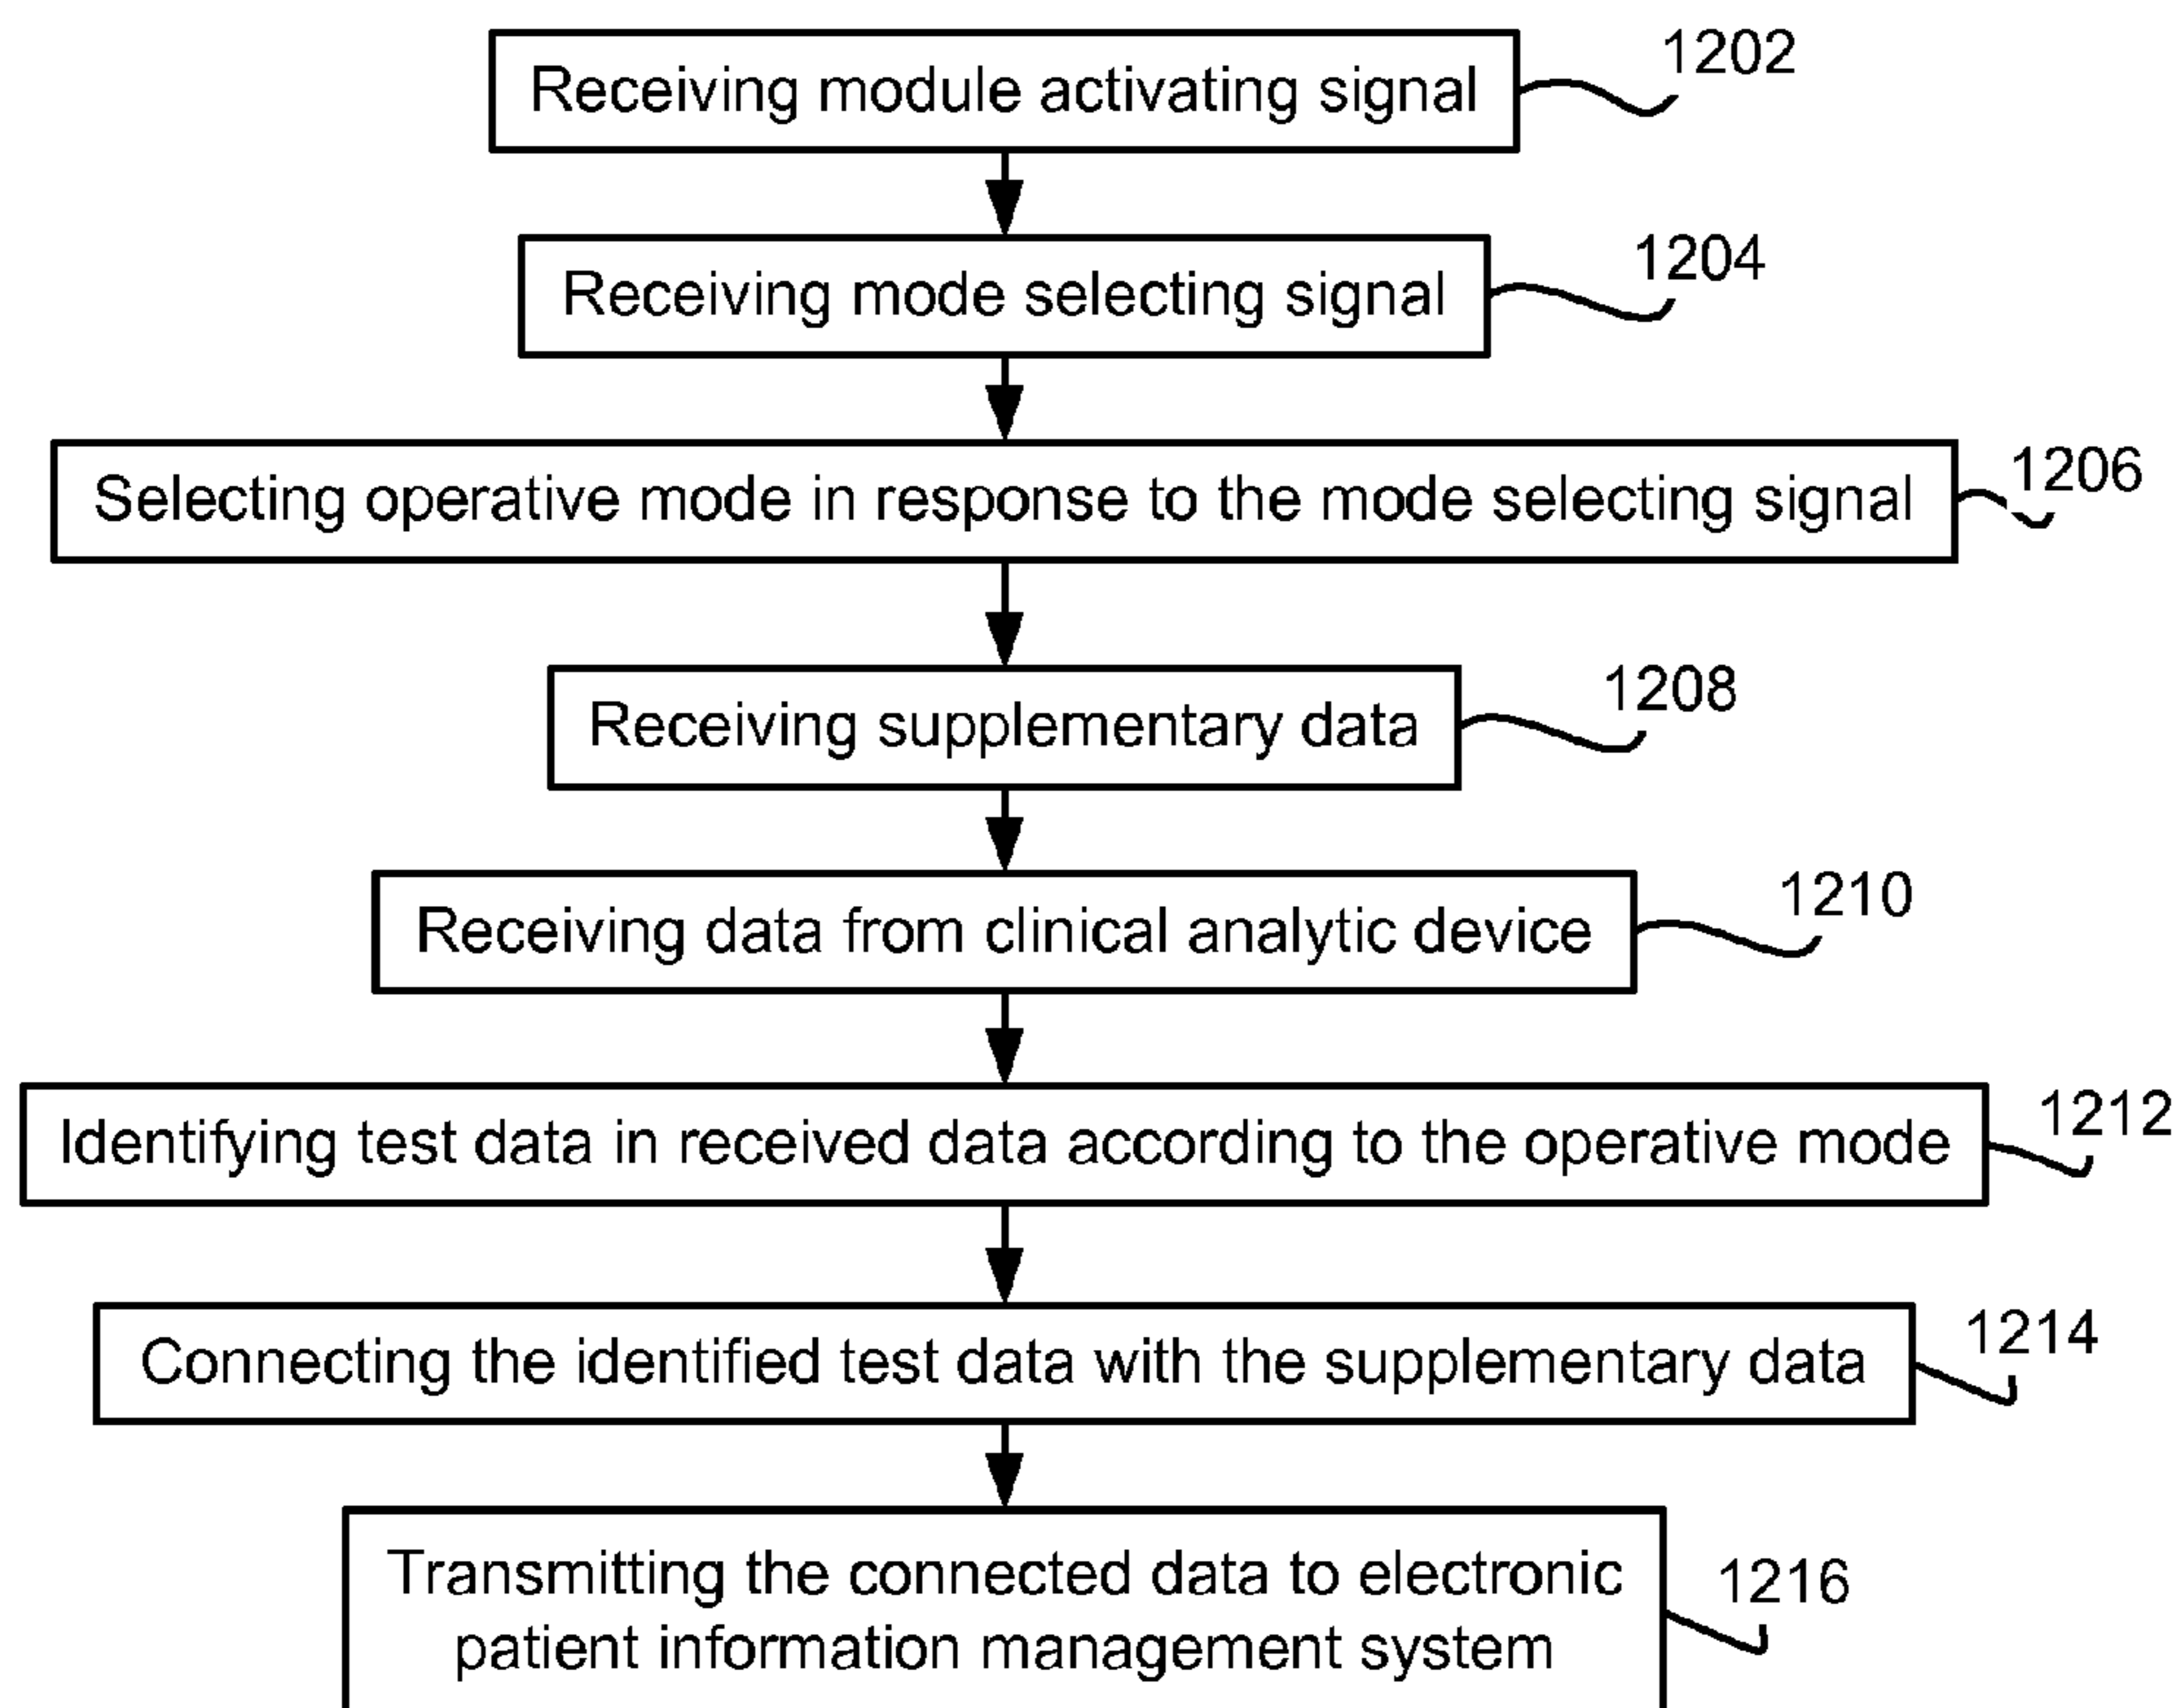 Receiving module activating signal
1202
Receiving mode selecting signal
1204
Selecting operative mode in response to the mode selecting signal
1206
Receiving supplementary data
1208
Receiving data from clinical analytic device
1210
Identifying test data in received data according to the operative mode
1212
Connecting the identified test data with the supplementary data
1214
Transmitting the connected data to electronic
patient information management system
1216